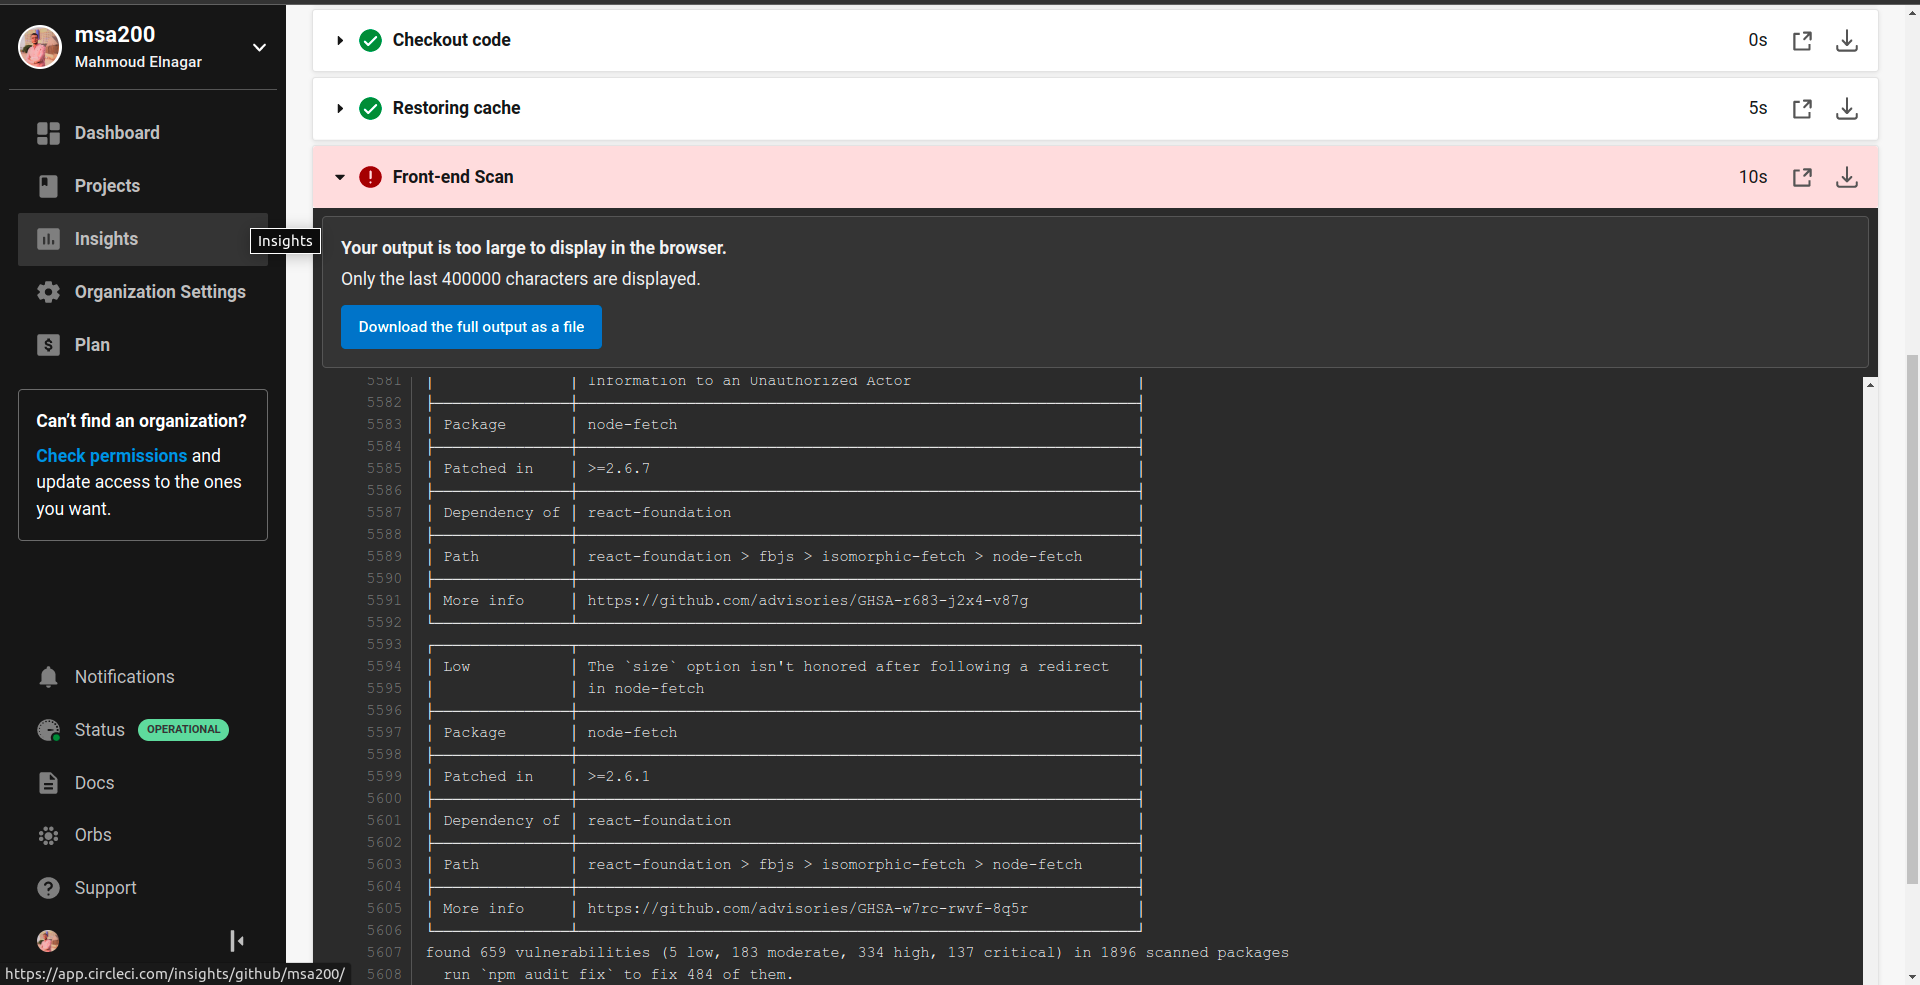 msa200
Mahmoud Elnagar
Dashboard
Projects
Insights
Insights
Organization Settings
Plan
Can't find an organization?
Check permissions and
update access to the ones
you want.
Notifications
Status OPERATIONAL
Docs
Orbs
Support
https://app.circleci.com/insights/github/msa200/
Checkout code 0s
Restoring cache 5s
Front-end Scan 10s
Your output is too large to display in the browser.
Only the last 400000 characters are displayed.
Download the full output as a file
5581 Information to an Unauthorized Actor
5582
5583 Package node-fetch
5584
5585 Patched in >=2.6.7
5586
5587 Dependency of react-foundation
5588
5589 Path react-foundation > fbjs > isomorphic-fetch > node-fetch
5590
5591 More info https://github.com/advisories/GHSA-r683-j2x4-v87g
5592
5593
5594 Low The `size` option isn't honored after following a redirect
5595 in node-fetch
5596
5597 Package node-fetch
5598
5599 Patched in >=2.6.1
5600
5601 Dependency of react-foundation
5602
5603 Path react-foundation > fbjs > isomorphic-fetch > node-fetch
5604
5605 More info https://github.com/advisories/GHSA-w7rc-rwvf-8q5r
5606
5607 found 659 vulnerabilities (5 low, 183 moderate, 334 high, 137 critical) in 1896 scanned packages
5608 run `npm audit fix` to fix 484 of them.